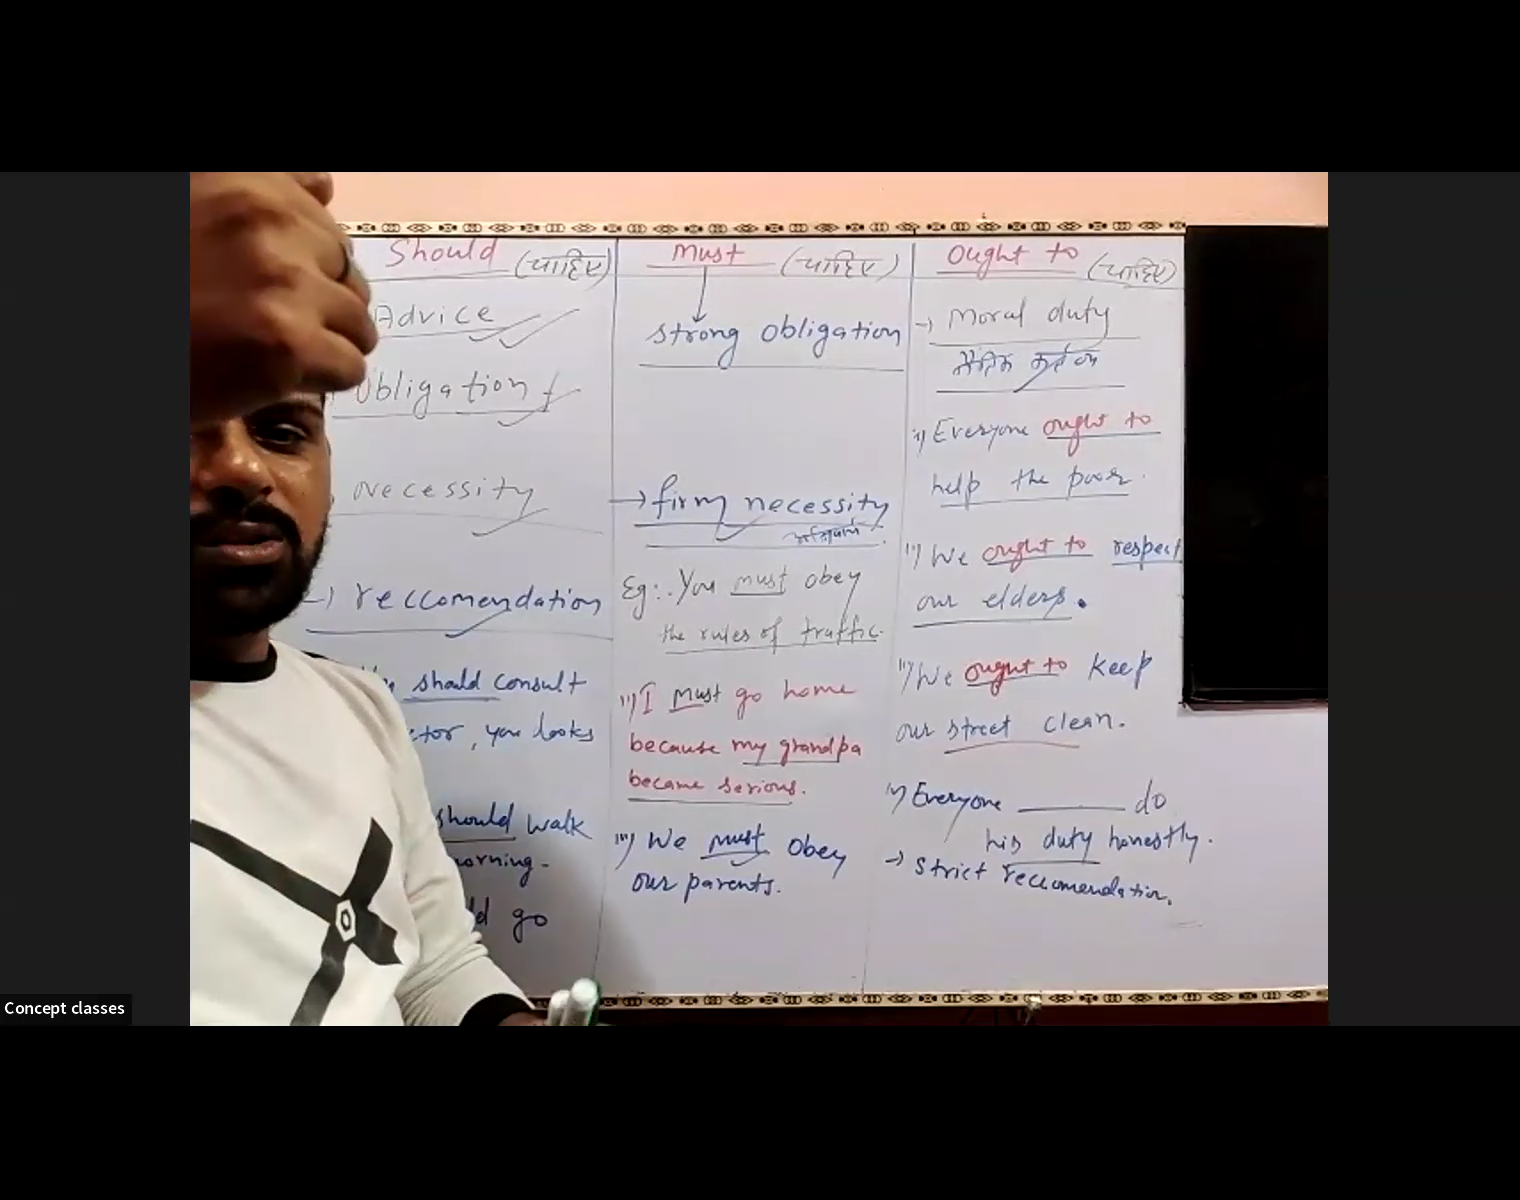 Should (चाहिए)
Advice
Obligation
Necessity
→ reccomendation
should consult
, you looks
should walk
go
Must (चाहिए)
strong obligation
→ firm necessity
Eg:. You must obey
the rules of traffic.
ii) I must go home
because my grandpa
became serious.
iii) We must obey
our parents.
Ought to (चाहिए)
→ Moral duty
नैतिक कर्तव्य
i) Everyone ought to
help the poor.
ii) We ought to respect
our elders.
iii) We ought to keep
our street clean.
iv) Everyone ______ do
his duty honestly.
→ Strict reccomendation.
Concept classes